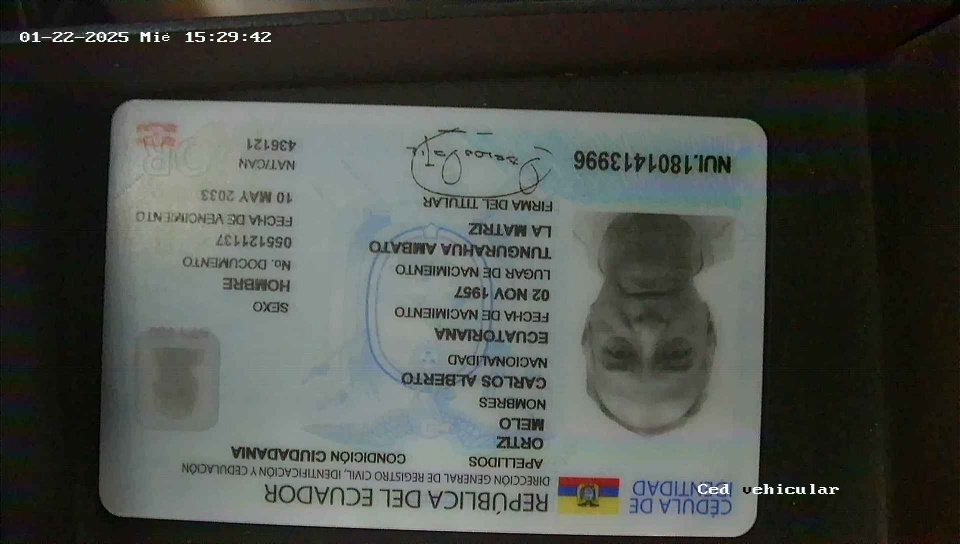 01-22-2025 Mié 15:29:42
CÉDULA DE
IDENTIDAD
REPÚBLICA DEL ECUADOR
DIRECCIÓN GENERAL DE REGISTRO CIVIL, IDENTIFICACIÓN Y CEDULACIÓN
APELLIDOS
CONDICIÓN CIUDADANÍA
ORTIZ
MELO
NOMBRES
CARLOS ALBERTO
NACIONALIDAD
ECUATORIANA
FECHA DE NACIMIENTO
02 NOV 1957
LUGAR DE NACIMIENTO
TUNGURAHUA AMBATO
LA MATRIZ
FIRMA DEL TITULAR
SEXO
HOMBRE
No. DOCUMENTO
055121137
FECHA DE VENCIMIENTO
10 MAY 2033
NAT/CAN
436121
NUI.1801413996
Ced vehicular